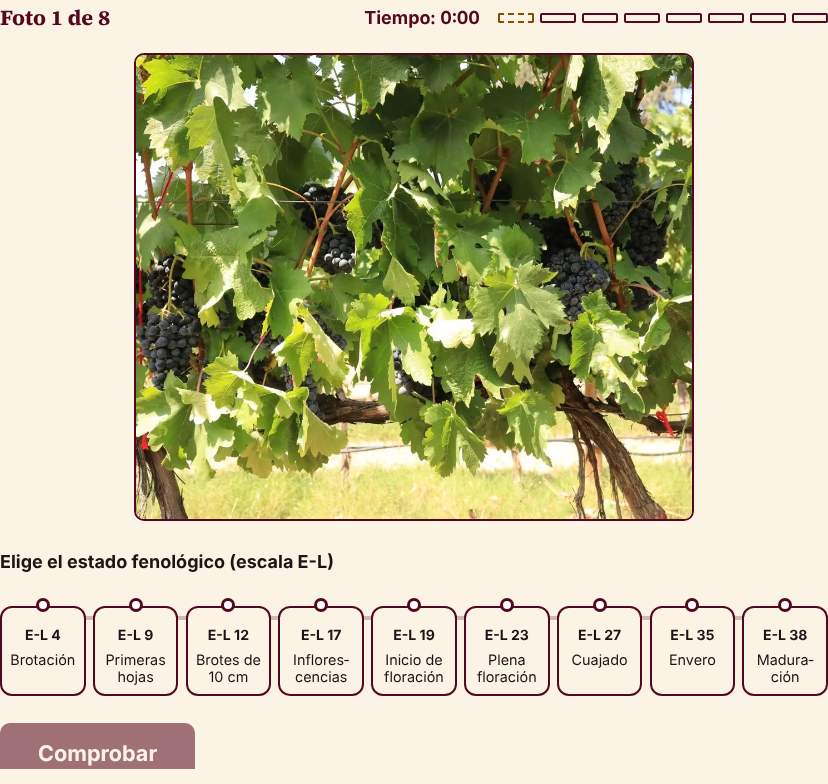 Foto 1 de 8
Tiempo: 0:00
Elige el estado fenológico (escala E-L)
E-L 4
Brotación
E-L 9
Primeras
hojas
E-L 12
Brotes de
10 cm
E-L 17
Inflores-
cencias
E-L 19
Inicio de
floración
E-L 23
Plena
floración
E-L 27
Cuajado
E-L 35
Envero
E-L 38
Madura-
ción
Comprobar